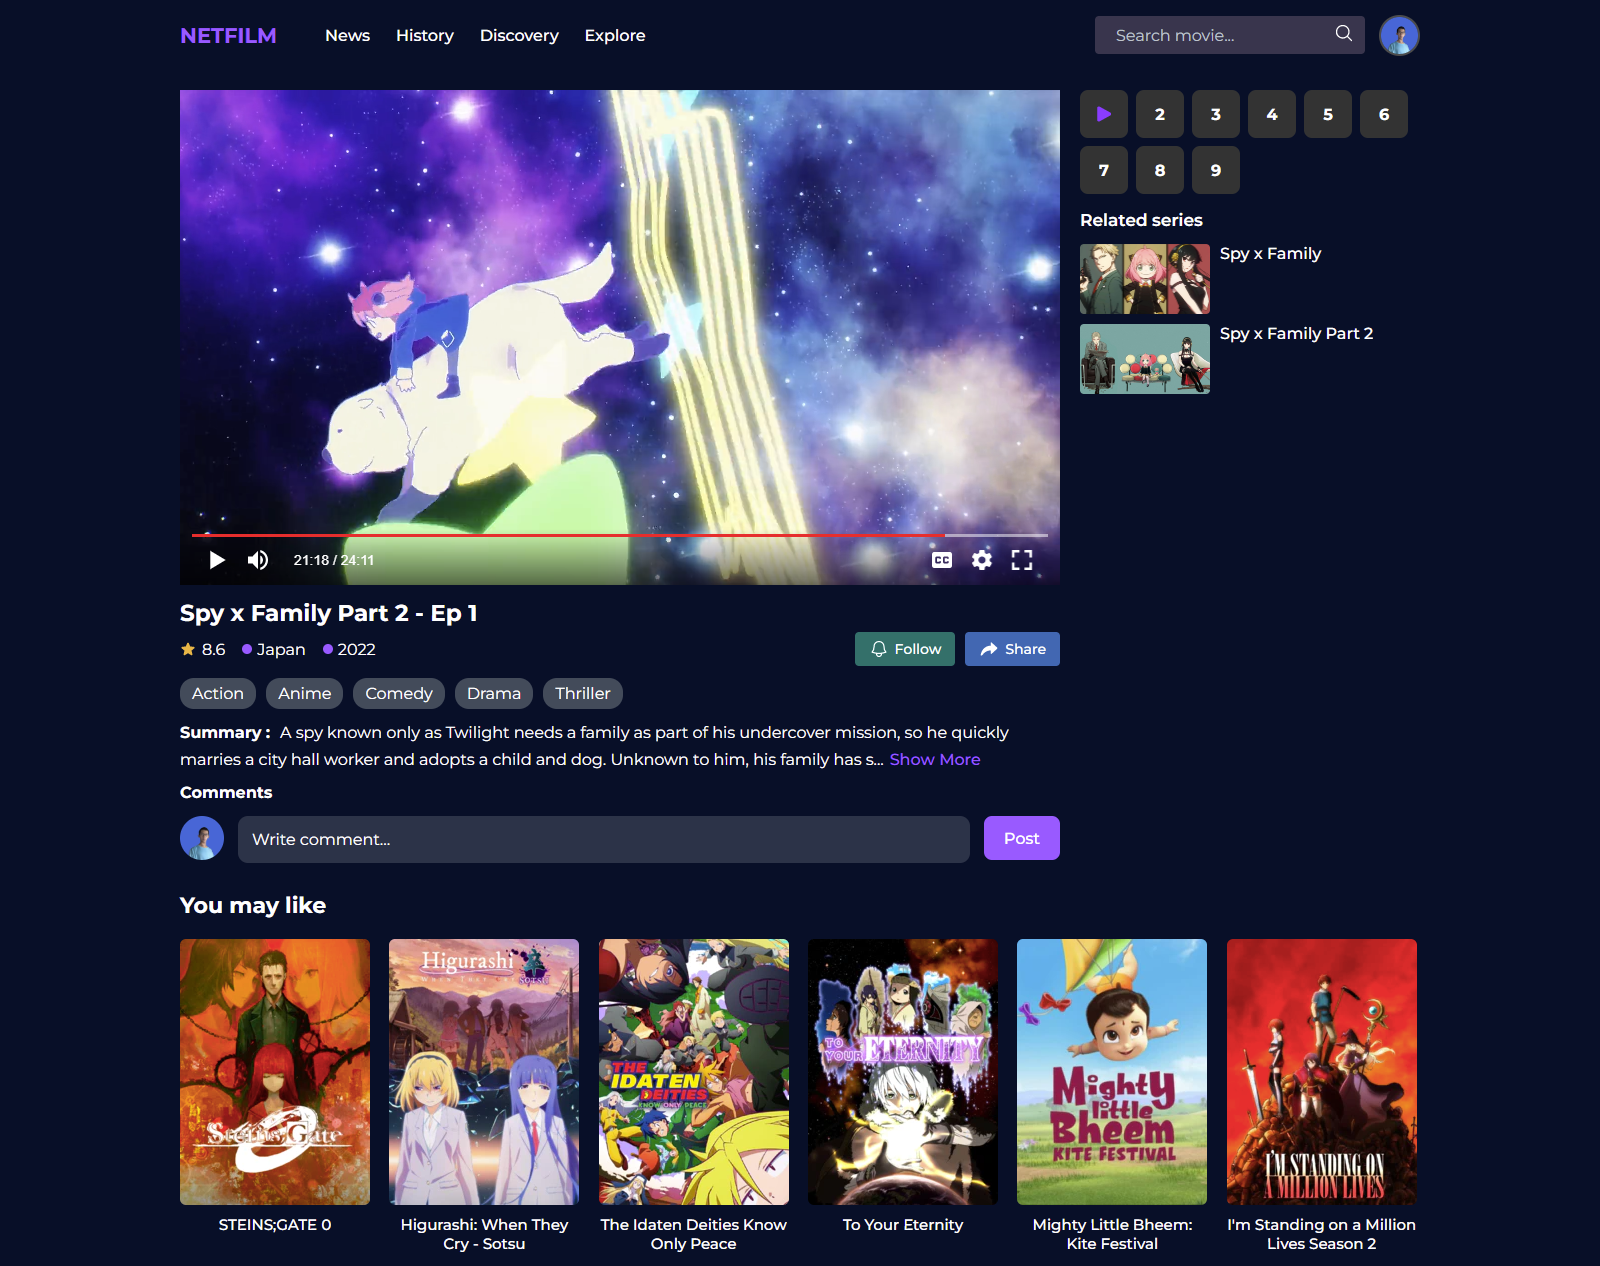 NETFILM
News
History
Discovery
Explore
Search movie...
2
3
4
5
6
7
8
9
Related series
Spy x Family
Spy x Family Part 2
21:18 / 24:11
CC
Spy x Family Part 2 - Ep 1
8.6
Japan
2022
Follow
Share
Action
Anime
Comedy
Drama
Thriller
Summary : A spy known only as Twilight needs a family as part of his undercover mission, so he quickly
marries a city hall worker and adopts a child and dog. Unknown to him, his family has s... Show More
Comments
Write comment...
Post
You may like
Steins;Gate
0
Higurashi
When They Cry
SOTSU
THE
IDATEN
DEITIES
KNOW ONLY PEACE
TO
YOUR ETERNITY
Mighty
little
Bheem
KITE FESTIVAL
I'M STANDING ON
A MILLION LIVES
STEINS;GATE 0
Higurashi: When They
Cry - Sotsu
The Idaten Deities Know
Only Peace
To Your Eternity
Mighty Little Bheem:
Kite Festival
I'm Standing on a Million
Lives Season 2